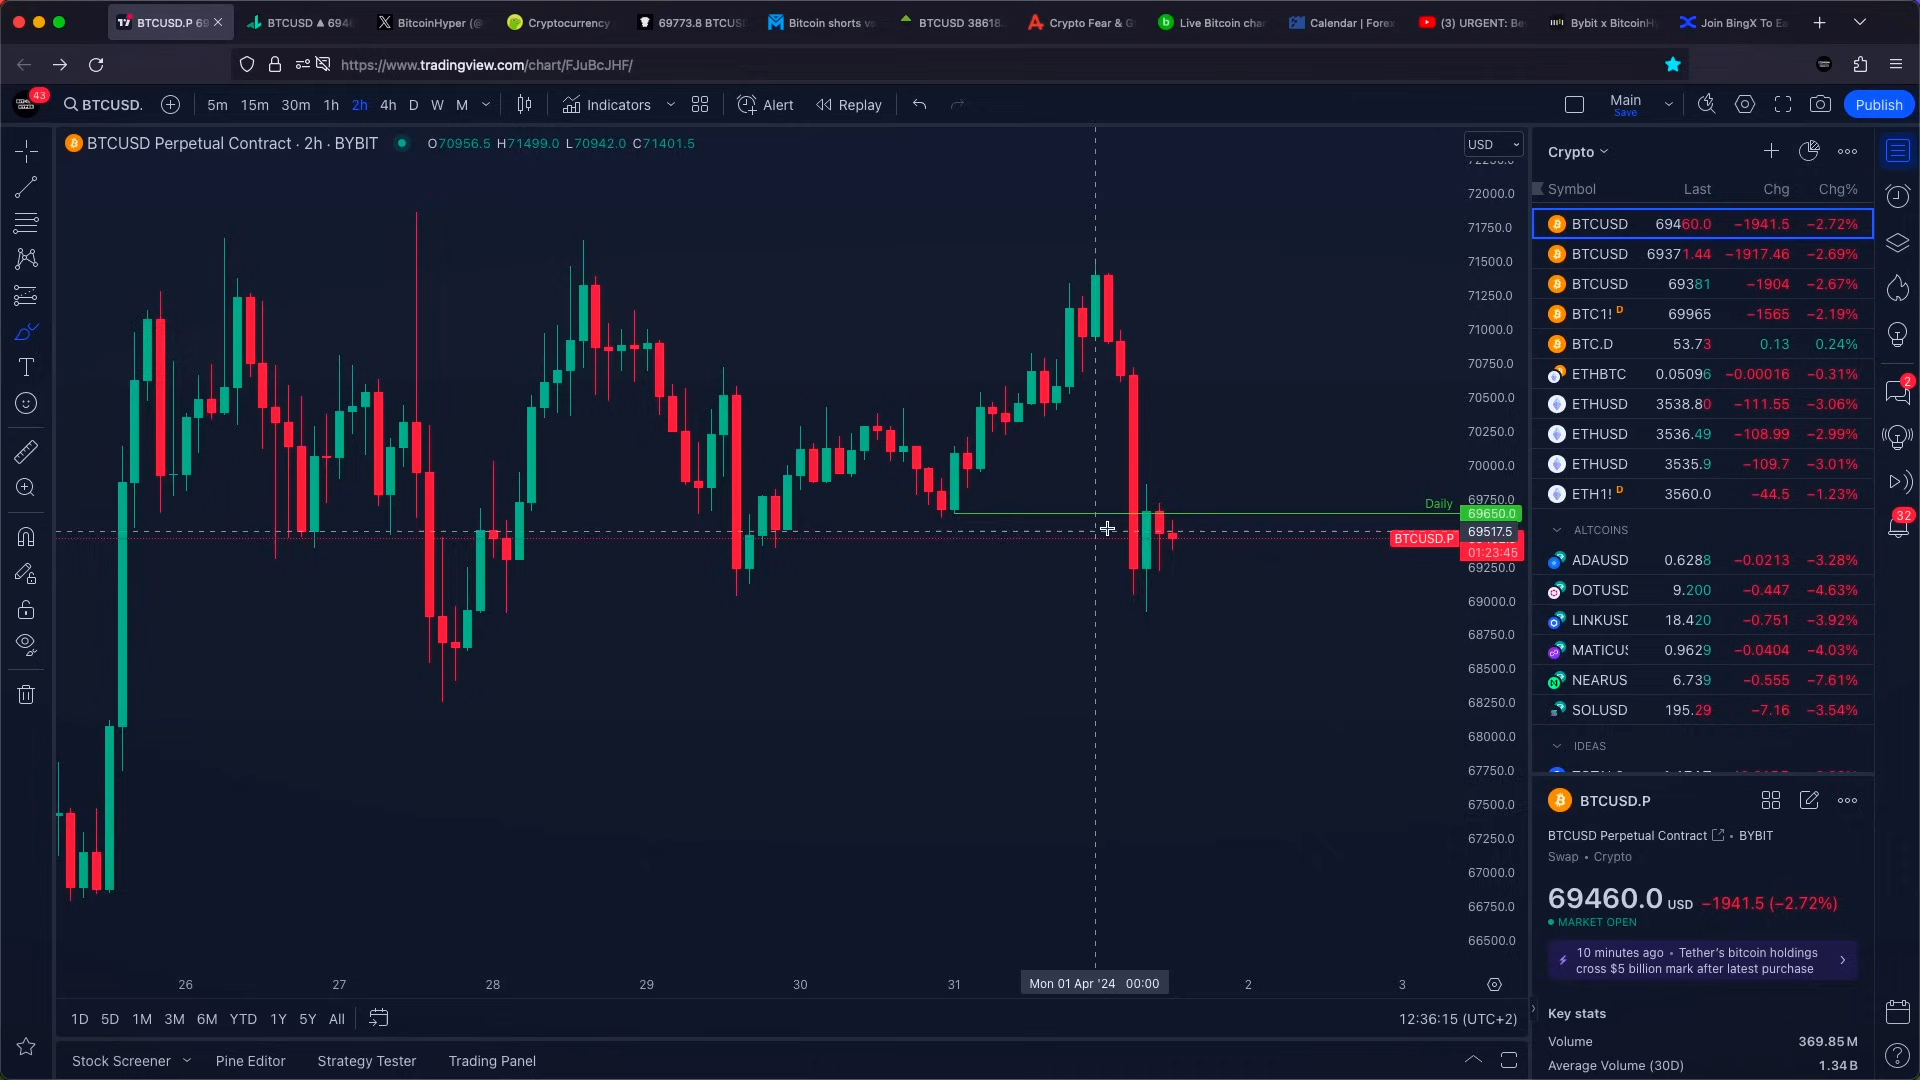 BTCUSD.P 69
BTCUSD ▲ 6946
BitcoinHyper (@
Cryptocurrency
69773.8 BTCUS
Bitcoin shorts vs
BTCUSD 38618
Crypto Fear & G
Live Bitcoin char
Calendar | Forex
(3) URGENT: Be
Bybit x BitcoinHy
Join BingX To Ea
https://www.tradingview.com/chart/FJuBcJHF/
43
BTCUSD.
5m 15m 30m 1h 2h 4h D W M
Indicators
Alert
Replay
Main
Save
Publish
BTCUSD Perpetual Contract · 2h · BYBIT
O70956.5 H71499.0 L70942.0 C71401.5
USD
72000.0
71750.0
71500.0
71250.0
71000.0
70750.0
70500.0
70250.0
70000.0
69750.0
Daily 69650.0
69517.5
BTCUSD.P
01:23:45
69250.0
69000.0
68750.0
68500.0
68250.0
68000.0
67750.0
67500.0
67250.0
67000.0
66750.0
66500.0
26 27 28 29 30 31 Mon 01 Apr '24 00:00 2 3
1D 5D 1M 3M 6M YTD 1Y 5Y All
12:36:15 (UTC+2)
Stock Screener Pine Editor Strategy Tester Trading Panel
Crypto
Symbol Last Chg Chg%
BTCUSD 69460.0 −1941.5 −2.72%
BTCUSD 69371.44 −1917.46 −2.69%
BTCUSD 69381 −1904 −2.67%
BTC1! D 69965 −1565 −2.19%
BTC.D 53.73 0.13 0.24%
ETHBTC 0.05096 −0.00016 −0.31%
ETHUSD 3538.80 −111.55 −3.06%
ETHUSD 3536.49 −108.99 −2.99%
ETHUSD 3535.9 −109.7 −3.01%
ETH1! D 3560.0 −44.5 −1.23%
ALTCOINS
ADAUSD 0.6288 −0.0213 −3.28%
DOTUSD 9.200 −0.447 −4.63%
LINKUSD 18.420 −0.751 −3.92%
MATICUS 0.9629 −0.0404 −4.03%
NEARUS 6.739 −0.555 −7.61%
SOLUSD 195.29 −7.16 −3.54%
IDEAS
BTCUSD.P
BTCUSD Perpetual Contract • BYBIT
Swap • Crypto
69460.0 USD −1941.5 (−2.72%)
MARKET OPEN
10 minutes ago • Tether's bitcoin holdings
cross $5 billion mark after latest purchase
Key stats
Volume 369.85M
Average Volume (30D) 1.34B
2
32